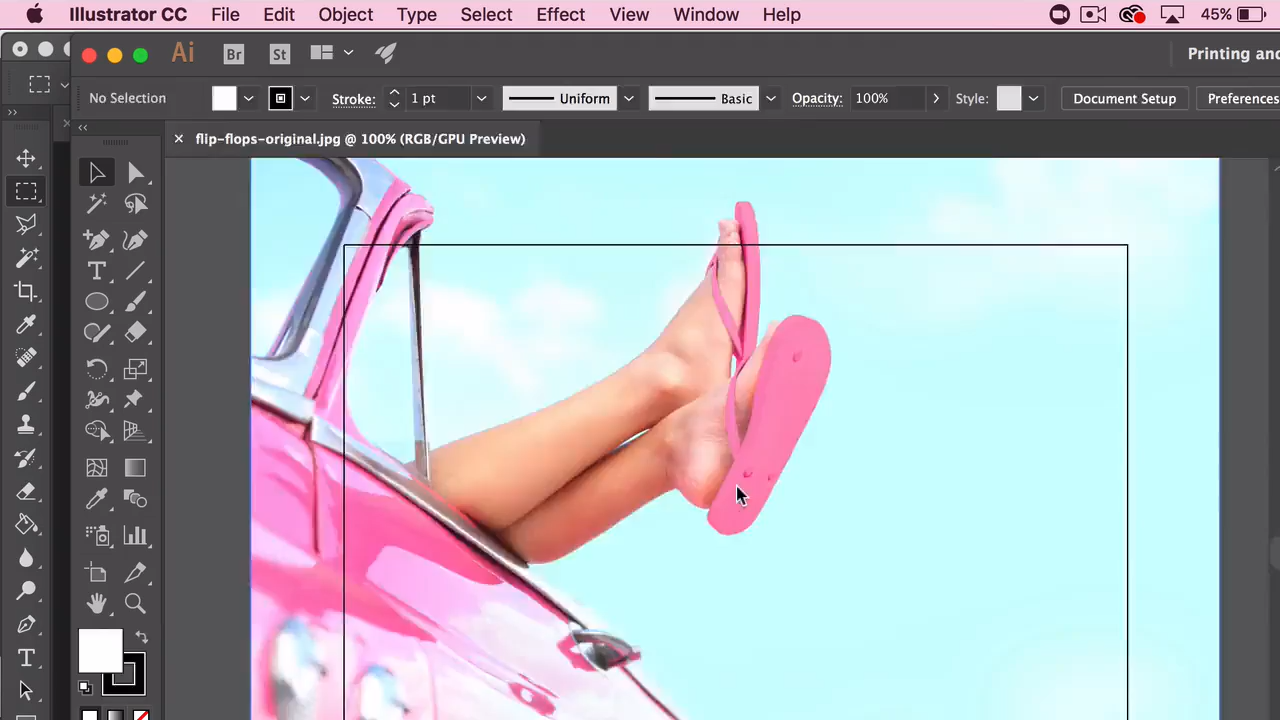 Illustrator CC File Edit Object Type Select Effect View Window Help 45%
Ai Br St Printing and
No Selection Stroke: 1 pt Uniform Basic Opacity: 100% Style: Document Setup Preferences
flip-flops-original.jpg @ 100% (RGB/GPU Preview)